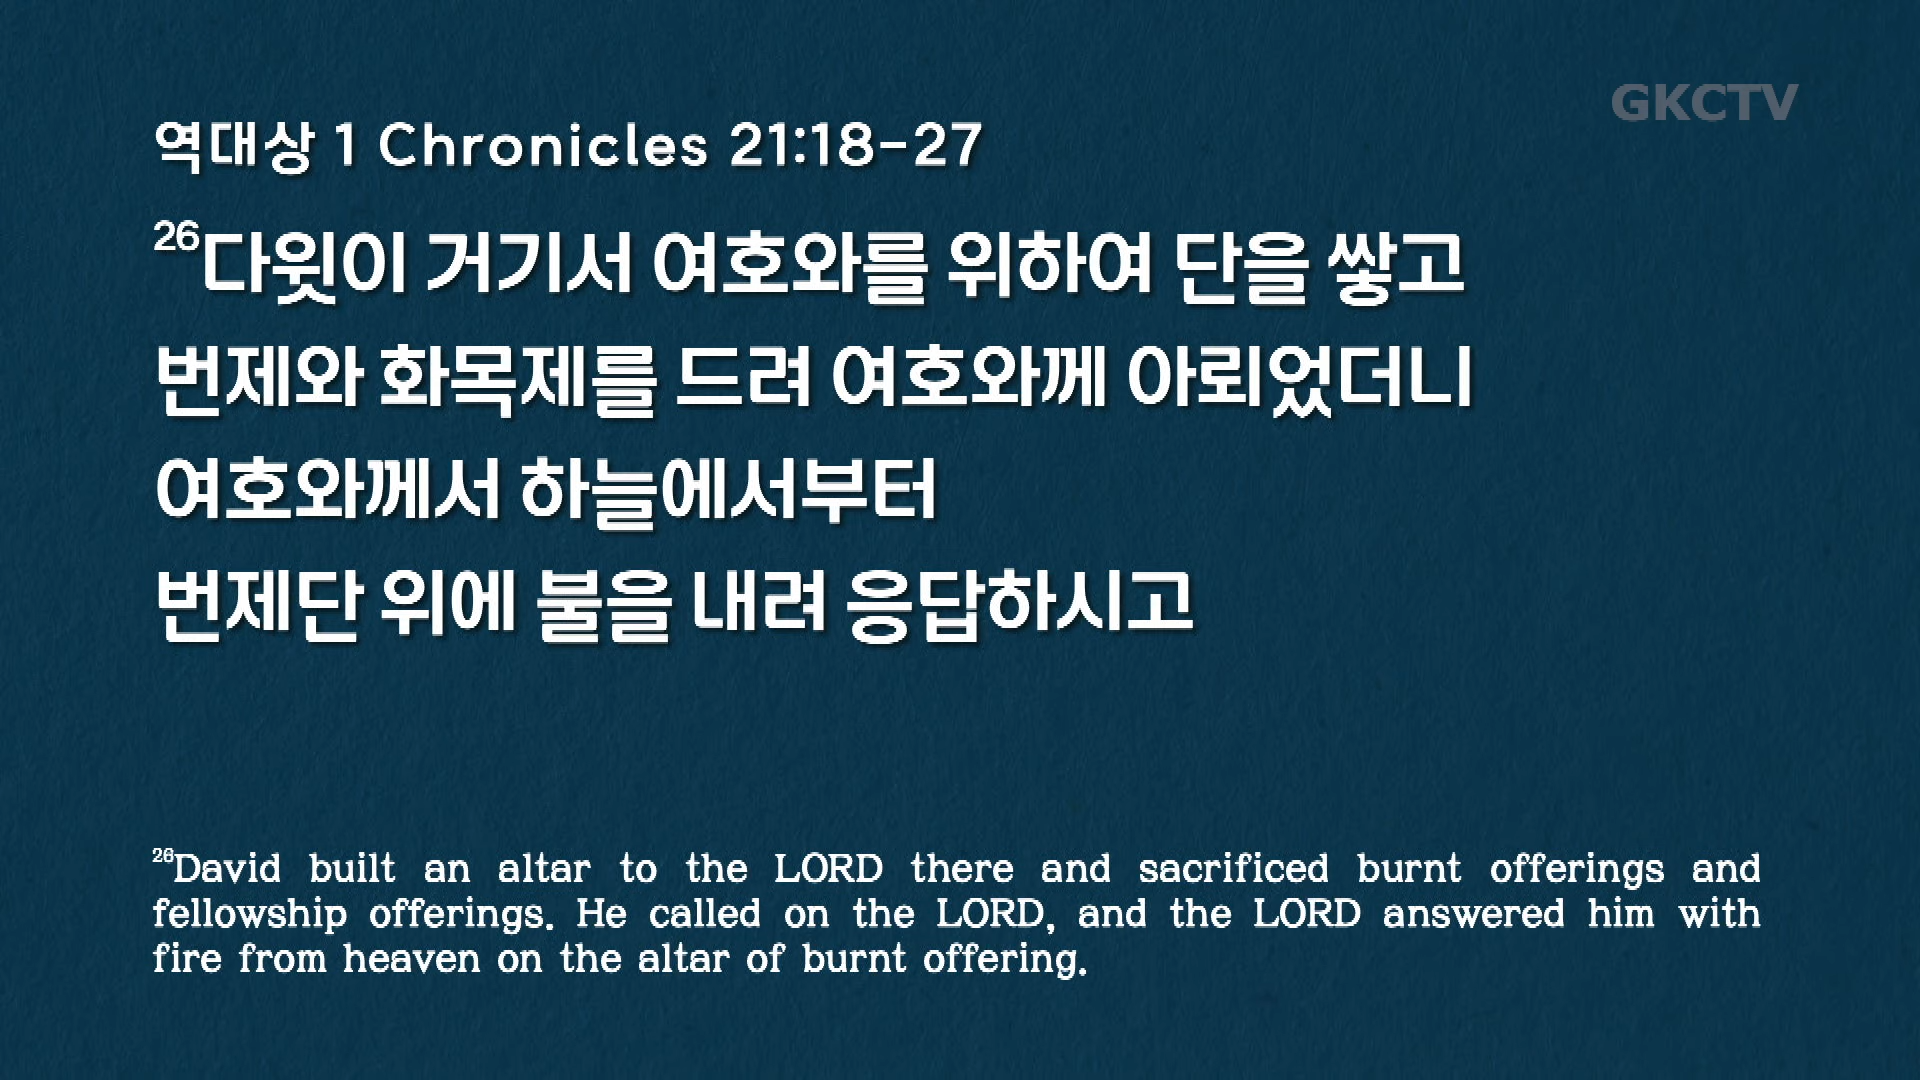 GKCTV
역대상 1 Chronicles 21:18-27
26다윗이 거기서 여호와를 위하여 단을 쌓고
번제와 화목제를 드려 여호와께 아뢰었더니
여호와께서 하늘에서부터
번제단 위에 불을 내려 응답하시고
26David built an altar to the LORD there and sacrificed burnt offerings and
fellowship offerings. He called on the LORD, and the LORD answered him with
fire from heaven on the altar of burnt offering.